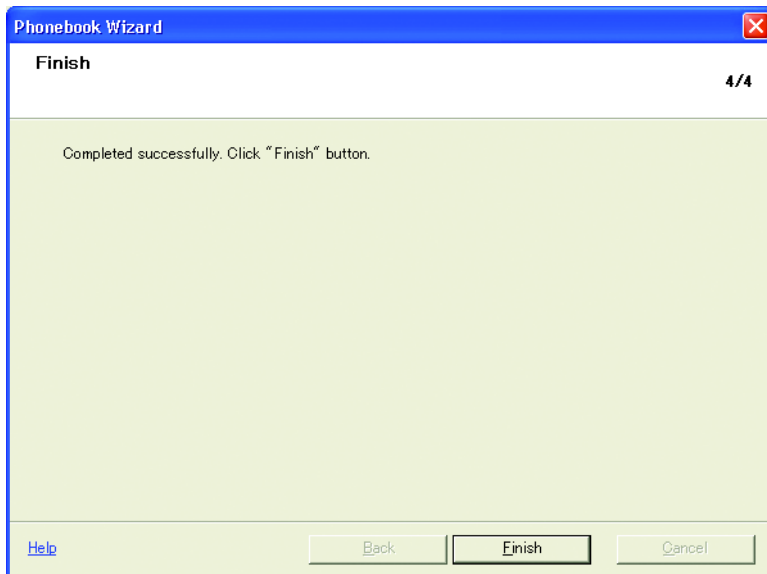 Phonebook Wizard
Finish
4/4
Completed successfully. Click "Finish" button.
Help
Back
Finish
Cancel